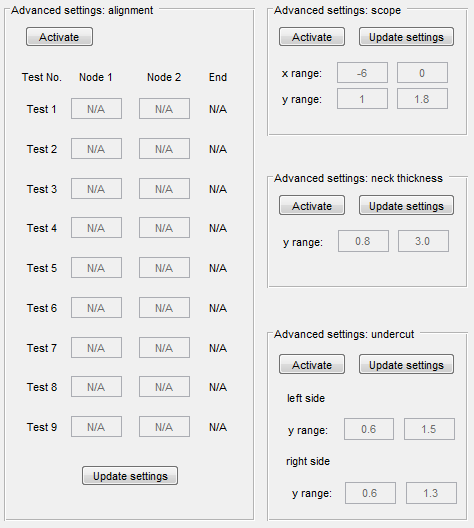 Advanced settings: alignment
Activate
Test No. Node 1 Node 2 End
Test 1 N/A N/A N/A
Test 2 N/A N/A N/A
Test 3 N/A N/A N/A
Test 4 N/A N/A N/A
Test 5 N/A N/A N/A
Test 6 N/A N/A N/A
Test 7 N/A N/A N/A
Test 8 N/A N/A N/A
Test 9 N/A N/A N/A
Update settings
Advanced settings: scope
Activate Update settings
x range: -6 0
y range: 1 1.8
Advanced settings: neck thickness
Activate Update settings
y range: 0.8 3.0
Advanced settings: undercut
Activate Update settings
left side
y range: 0.6 1.5
right side
y range: 0.6 1.3